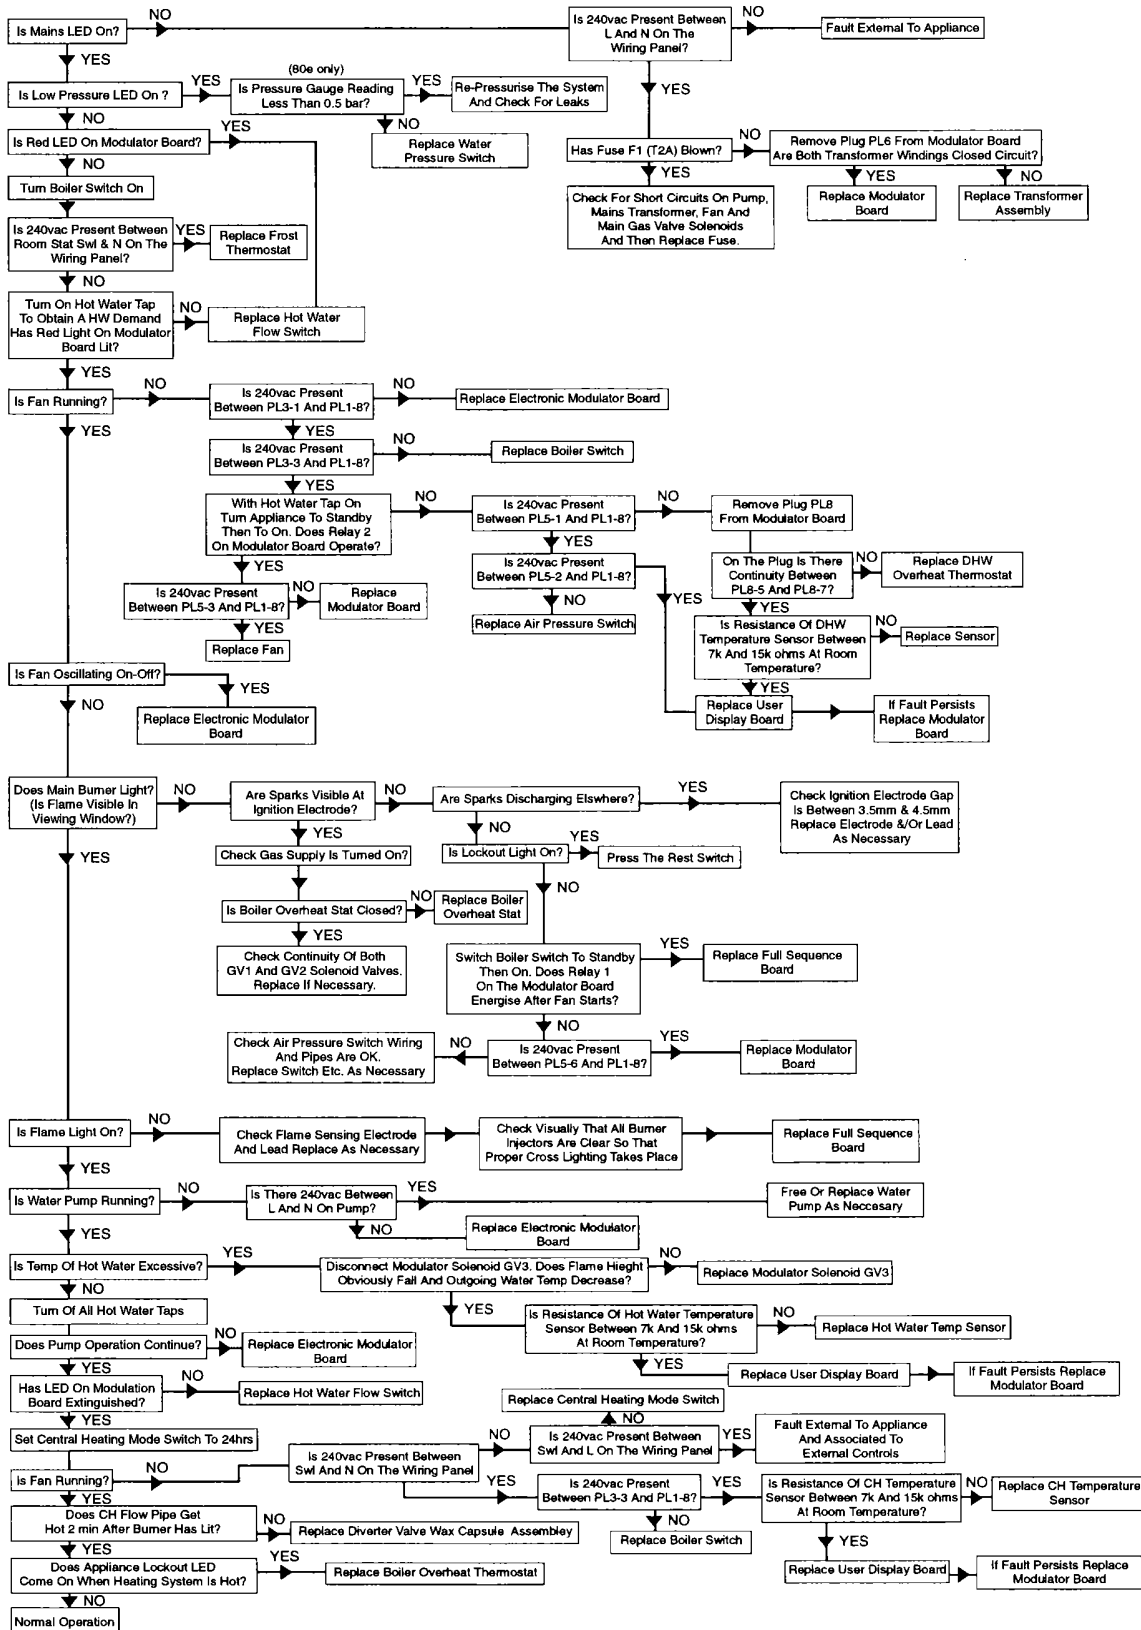 Is Mains LED On?
NO
Is 240vac Present Between
L And N On The
Wiring Panel?
NO
Fault External To Appliance
YES
YES
Is Low Pressure LED On ?
YES
(80e only)
Is Pressure Gauge Reading
Less Than 0.5 bar?
YES
Re-Pressurise The System
And Check For Leaks
NO
NO
Replace Water
Pressure Switch
Is Red LED On Modulator Board?
YES
NO
Has Fuse F1 (T2A) Blown?
NO
Remove Plug PL6 From Modulator Board
Are Both Transformer Windings Closed Circuit?
YES
YES
NO
Replace Modulator
Board
Replace Transformer
Assembly
Check For Short Circuits On Pump,
Mains Transformer, Fan And
Main Gas Valve Solenoids
And Then Replace Fuse.
Turn Boiler Switch On
Is 240vac Present Between
Room Stat Swl & N On The
Wiring Panel?
YES
Replace Frost
Thermostat
NO
Turn On Hot Water Tap
To Obtain A HW Demand
Has Red Light On Modulator
Board Lit?
NO
Replace Hot Water
Flow Switch
YES
Is Fan Running?
NO
Is 240vac Present
Between PL3-1 And PL1-8?
NO
Replace Electronic Modulator Board
YES
YES
Is 240vac Present
Between PL3-3 And PL1-8?
NO
Replace Boiler Switch
YES
With Hot Water Tap On
Turn Appliance To Standby
Then To On. Does Relay 2
On Modulator Board Operate?
NO
Is 240vac Present
Between PL5-1 And PL1-8?
NO
Remove Plug PL8
From Modulator Board
YES
YES
Is 240vac Present
Between PL5-2 And PL1-8?
YES
On The Plug Is There
Continuity Between
PL8-5 And PL8-7?
NO
Replace DHW
Overheat Thermostat
Is 240vac Present
Between PL5-3 And PL1-8?
NO
Replace
Modulator Board
NO
Replace Air Pressure Switch
YES
Is Resistance Of DHW
Temperature Sensor Between
7k And 15k ohms At Room
Temperature?
NO
Replace Sensor
YES
Replace Fan
YES
Is Fan Oscillating On-Off?
YES
Replace Electronic Modulator
Board
NO
Replace User
Display Board
If Fault Persists
Replace Modulator
Board
Does Main Burner Light?
(Is Flame Visible In
Viewing Window?)
NO
Are Sparks Visible At
Ignition Electrode?
NO
Are Sparks Discharging Elswhere?
YES
Check Ignition Electrode Gap
Is Between 3.5mm & 4.5mm
Replace Electrode &/Or Lead
As Necessary
YES
YES
NO
Check Gas Supply Is Turned On?
Is Lockout Light On?
YES
Press The Rest Switch
Is Boiler Overheat Stat Closed?
NO
Replace Boiler
Overheat Stat
NO
YES
Check Continuity Of Both
GV1 And GV2 Solenoid Valves.
Replace If Necessary.
Switch Boiler Switch To Standby
Then On. Does Relay 1
On The Modulator Board
Energise After Fan Starts?
YES
Replace Full Sequence
Board
NO
Check Air Pressure Switch Wiring
And Pipes Are OK.
Replace Switch Etc. As Necessary
NO
Is 240vac Present
Between PL5-6 And PL1-8?
YES
Replace Modulator
Board
Is Flame Light On?
NO
Check Flame Sensing Electrode
And Lead Replace As Necessary
Check Visually That All Burner
Injectors Are Clear So That
Proper Cross Lighting Takes Place
Replace Full Sequence
Board
YES
Is Water Pump Running?
NO
Is There 240vac Between
L And N On Pump?
YES
Free Or Replace Water
Pump As Neccesary
YES
NO
Replace Electronic Modulator
Board
Is Temp Of Hot Water Excessive?
YES
Disconnect Modulator Solenoid GV3. Does Flame Hieght
Obviously Fall And Outgoing Water Temp Decrease?
NO
Replace Modulator Solenoid GV3
NO
YES
Turn Of All Hot Water Taps
Is Resistance Of Hot Water Temperature
Sensor Between 7k And 15k ohms
At Room Temperature?
NO
Replace Hot Water Temp Sensor
Does Pump Operation Continue?
NO
Replace Electronic Modulator
Board
YES
YES
Replace User Display Board
If Fault Persists Replace
Modulator Board
Has LED On Modulation
Board Extinguished?
NO
Replace Hot Water Flow Switch
Replace Central Heating Mode Switch
YES
NO
Set Central Heating Mode Switch To 24hrs
NO
Is 240vac Present Between
Swl And L On The Wiring Panel
YES
Fault External To Appliance
And Associated To
External Controls
Is Fan Running?
NO
Is 240vac Present Between
Swl And N On The Wiring Panel
YES
Is 240vac Present
Between PL3-3 And PL1-8?
YES
Is Resistance Of CH Temperature
Sensor Between 7k And 15k ohms
At Room Temperature?
NO
Replace CH Temperature
Sensor
YES
Does CH Flow Pipe Get
Hot 2 min After Burner Has Lit?
NO
Replace Diverter Valve Wax Capsule Assembley
NO
Replace Boiler Switch
YES
YES
Does Appliance Lockout LED
Come On When Heating System Is Hot?
YES
Replace Boiler Overheat Thermostat
Replace User Display Board
If Fault Persists Replace
Modulator Board
NO
Normal Operation